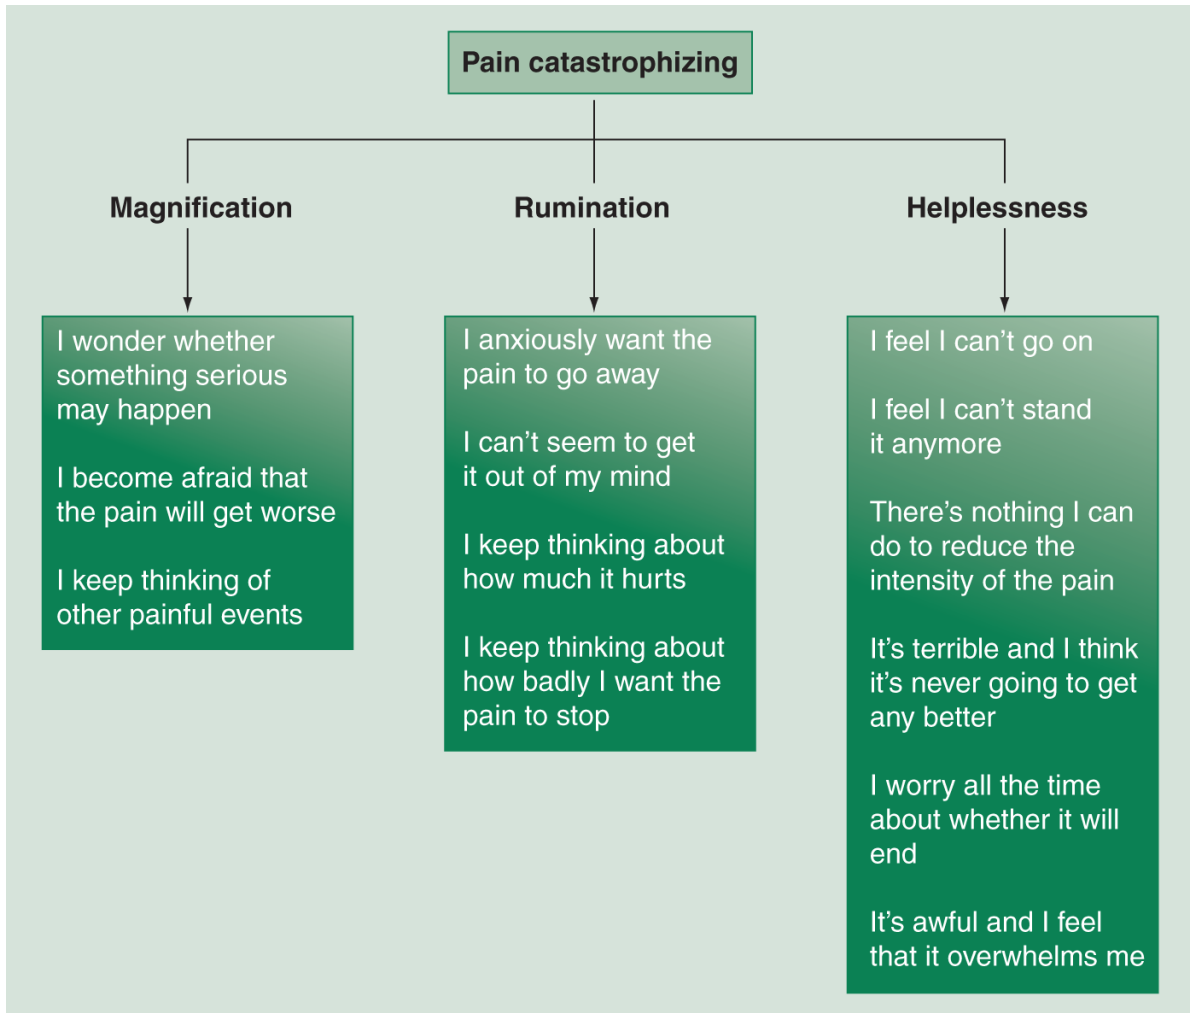 Pain catastrophizing
Magnification
Rumination
Helplessness
I wonder whether
something serious
may happen
I become afraid that
the pain will get worse
I keep thinking of
other painful events
I anxiously want the
pain to go away
I can’t seem to get
it out of my mind
I keep thinking about
how much it hurts
I keep thinking about
how badly I want the
pain to stop
I feel I can’t go on
I feel I can’t stand
it anymore
There’s nothing I can
do to reduce the
intensity of the pain
It’s terrible and I think
it’s never going to get
any better
I worry all the time
about whether it will
end
It’s awful and I feel
that it overwhelms me